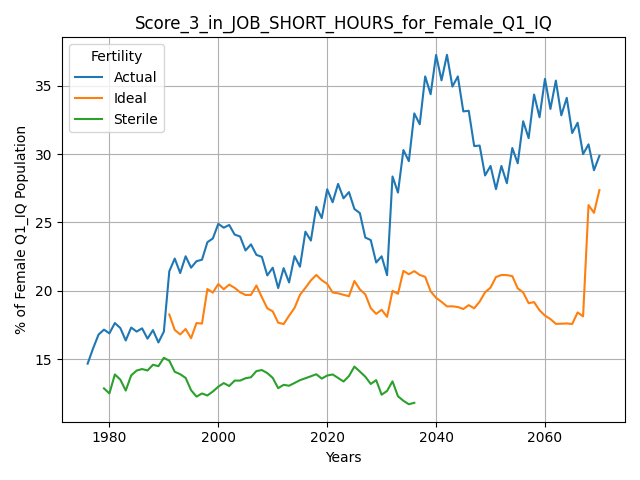 Score_3_in_JOB_SHORT_HOURS_for_Female_Q1_IQ
Fertility
Actual
Ideal
Sterile
% of Female Q1_IQ Population
35
30
25
20
15
1980
2000
2020
2040
2060
Years